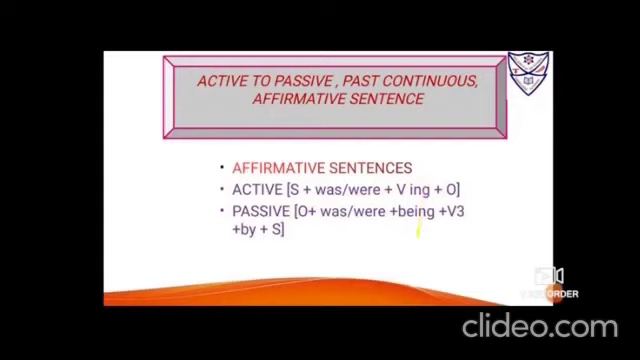 ACTIVE TO PASSIVE , PAST CONTINUOUS,
AFFIRMATIVE SENTENCE
• AFFIRMATIVE SENTENCES
• ACTIVE [S + was/were + V ing + O]
• PASSIVE [O+ was/were +being +V3
+by + S]
clideo.com